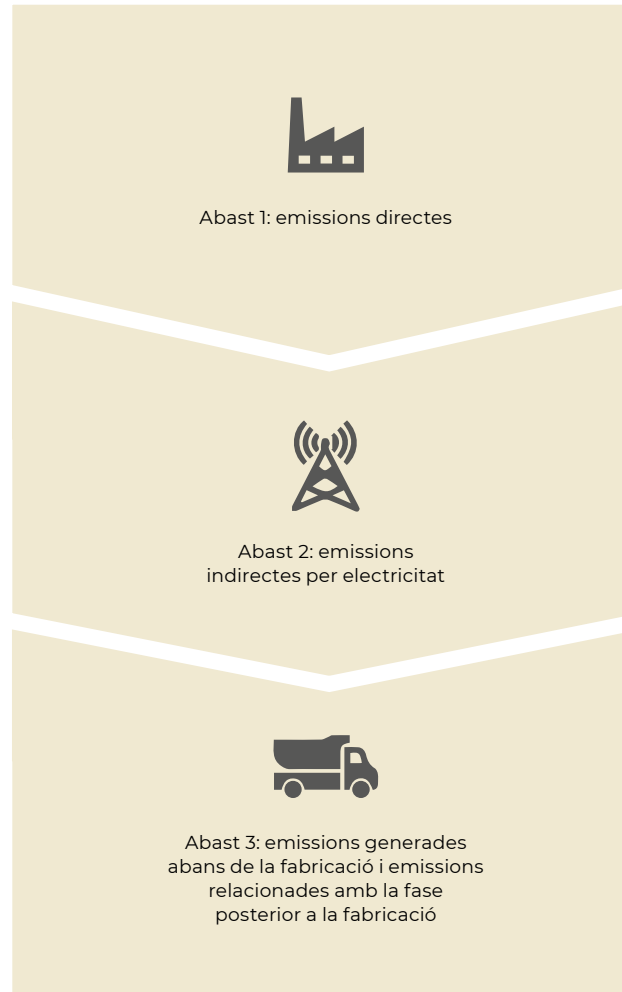 Abast 1: emissions directes
Abast 2: emissions
indirectes per electricitat
Abast 3: emissions generades
abans de la fabricació i emissions
relacionades amb la fase
posterior a la fabricació